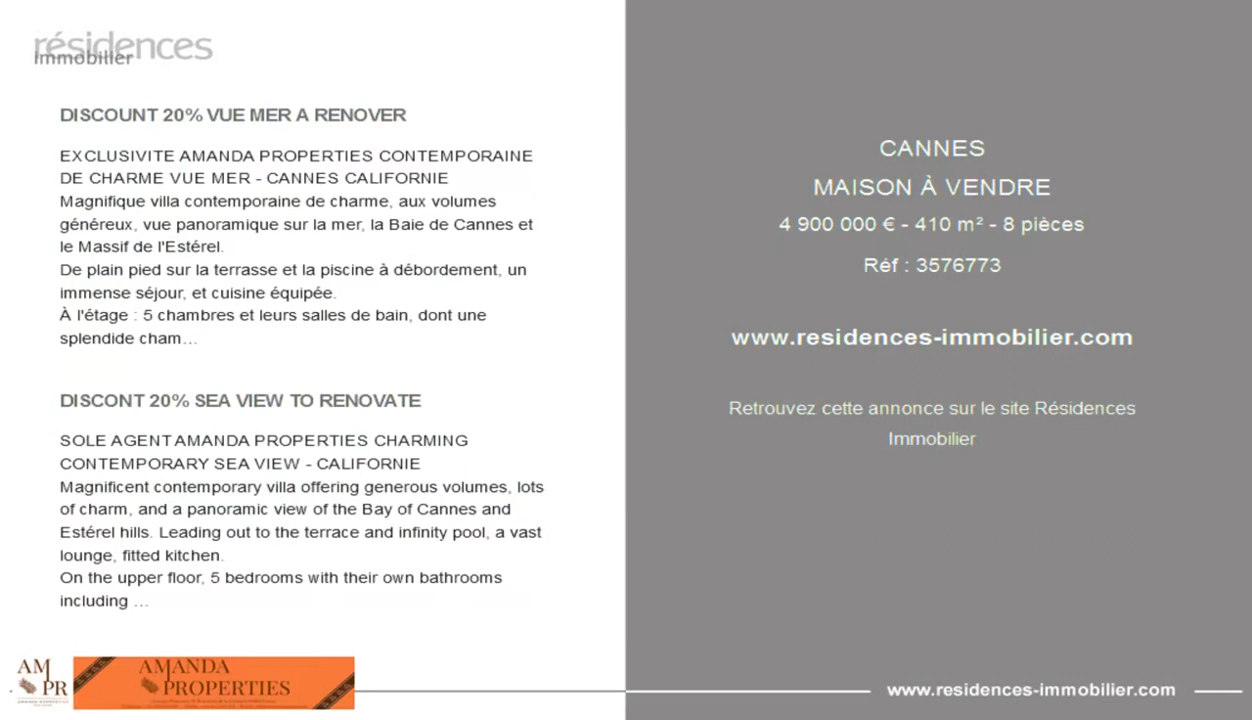 résidences
immobilier
DISCOUNT 20% VUE MER A RENOVER
EXCLUSIVITE AMANDA PROPERTIES CONTEMPORAINE
DE CHARME VUE MER - CANNES CALIFORNIE
Magnifique villa contemporaine de charme, aux volumes
généreux, vue panoramique sur la mer, la Baie de Cannes et
le Massif de l'Estérel.
De plain pied sur la terrasse et la piscine à débordement, un
immense séjour, et cuisine équipée.
À l'étage : 5 chambres et leurs salles de bain, dont une
splendide cham...
DISCONT 20% SEA VIEW TO RENOVATE
SOLE AGENT AMANDA PROPERTIES CHARMING
CONTEMPORARY SEA VIEW - CALIFORNIE
Magnificent contemporary villa offering generous volumes, lots
of charm, and a panoramic view of the Bay of Cannes and
Estérel hills. Leading out to the terrace and infinity pool, a vast
lounge, fitted kitchen.
On the upper floor, 5 bedrooms with their own bathrooms
including ...
AM
PR
AMANDA
PROPERTIES
CANNES
MAISON À VENDRE
4 900 000 € - 410 m² - 8 pièces
Réf : 3576773
www.residences-immobilier.com
Retrouvez cette annonce sur le site Résidences
Immobilier
www.residences-immobilier.com